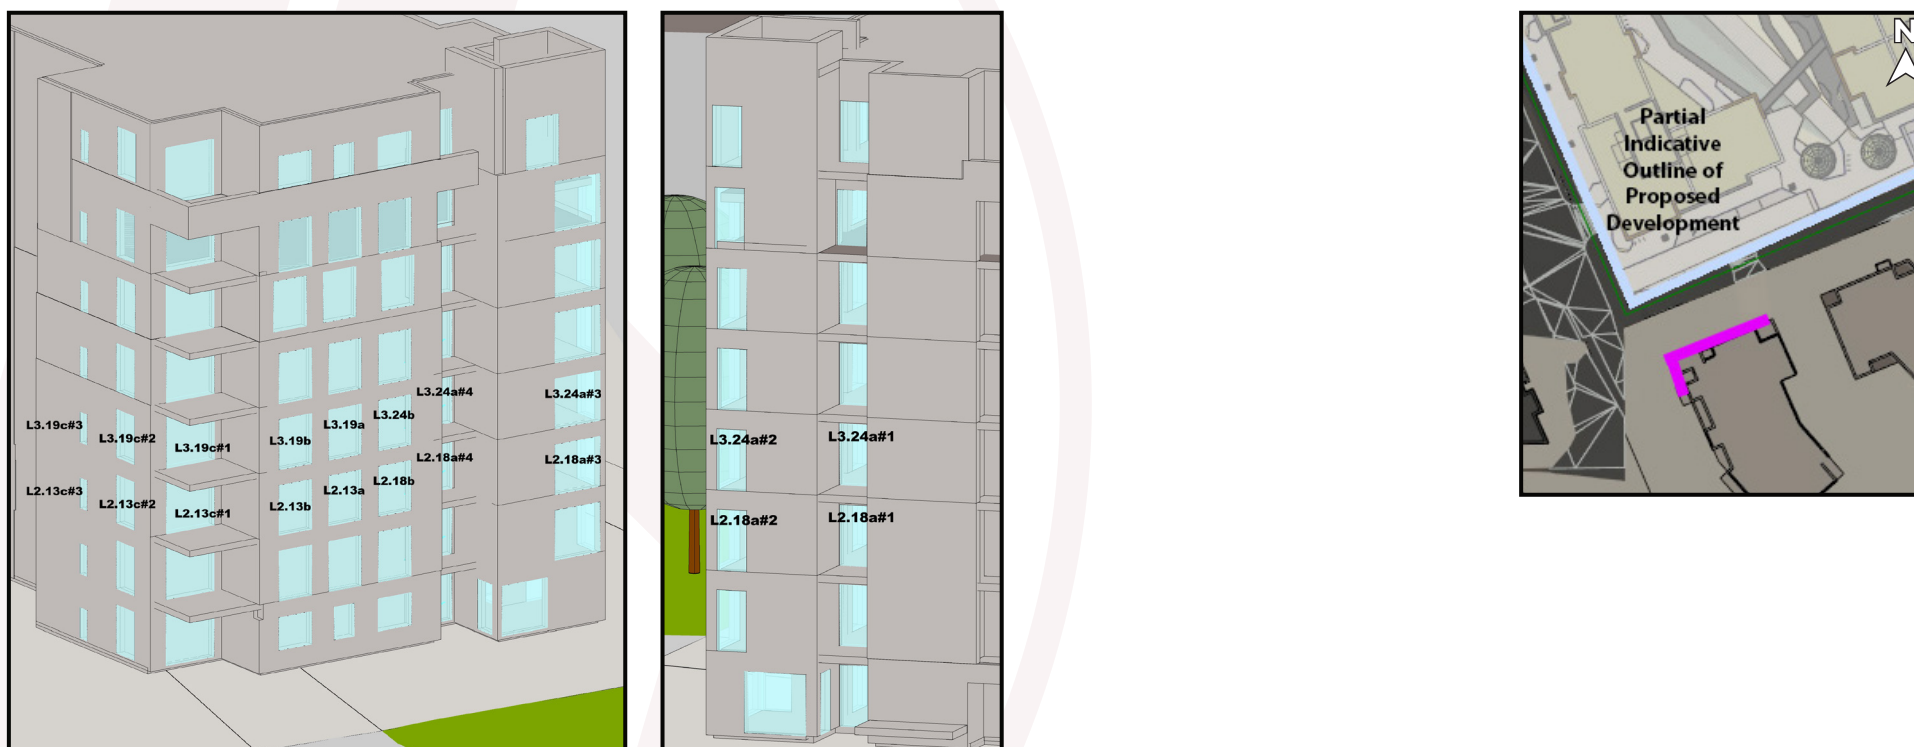 L3.24a#4
L3.24a#3
L3.24b
L3.19a
L3.19c#3
L3.19c#2
L3.19b
L3.19c#1
L2.18a#4
L2.18a#3
L2.18b
L2.13a
L2.13c#3
L2.13c#2
L2.13b
L2.13c#1
L3.24a#2
L3.24a#1
L2.18a#2
L2.18a#1
N
Partial
Indicative
Outline of
Proposed
Development